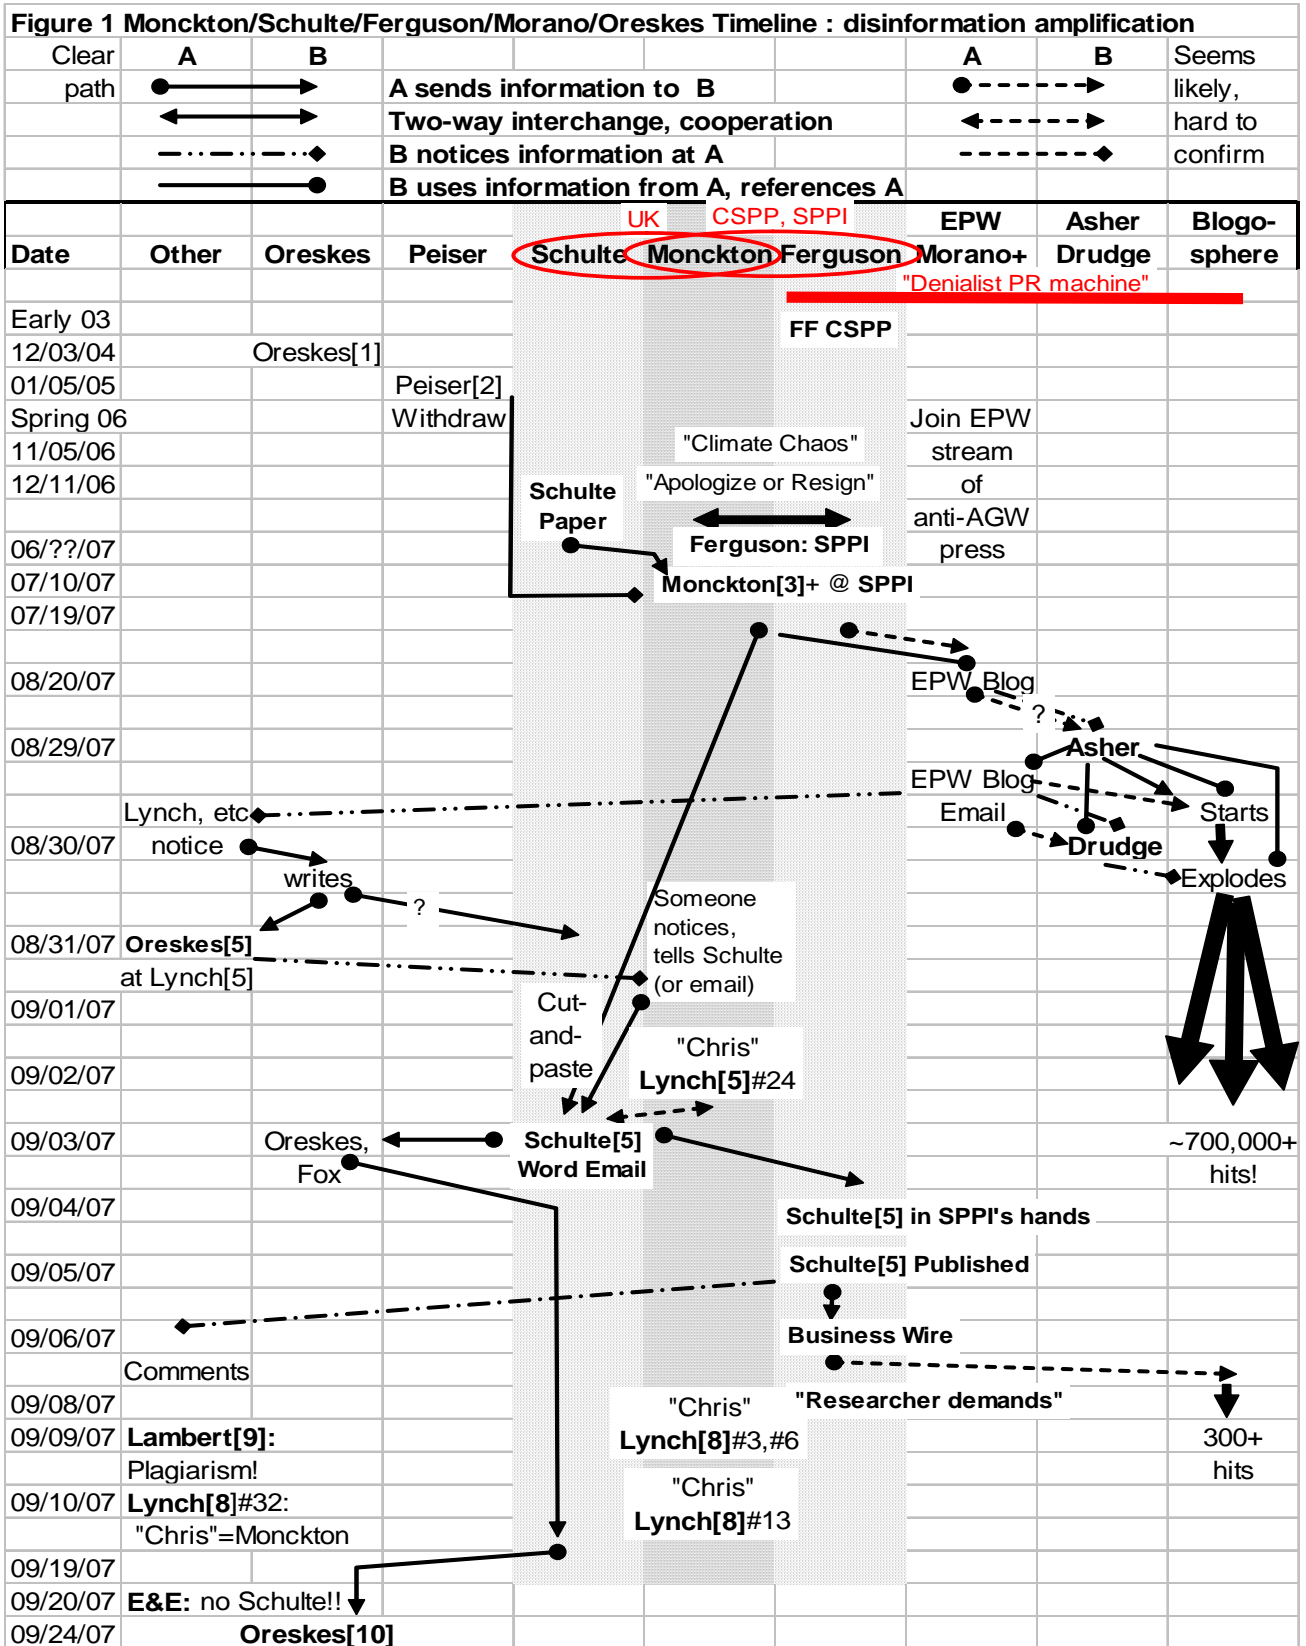 Figure 1 Monckton/Schulte/Ferguson/Morano/Oreskes Timeline : disinformation amplification
Clear A B A B Seems
path A sends information to B likely,
Two-way interchange, cooperation hard to
B notices information at A confirm
B uses information from A, references A
UK CSPP, SPPI EPW Asher Blogo-
Date Other Oreskes Peiser Schulte Monckton Ferguson Morano+ Drudge sphere
"Denialist PR machine"
Early 03 FF CSPP
12/03/04 Oreskes[1]
01/05/05 Peiser[2]
Spring 06 Withdraw Join EPW
11/05/06 "Climate Chaos" stream
12/11/06 Schulte "Apologize or Resign" of
Paper anti-AGW
06/??/07 Ferguson: SPPI press
07/10/07 Monckton[3]+ @ SPPI
07/19/07
08/20/07 EPW Blog
?
08/29/07 Asher
EPW Blog
Lynch, etc Email Starts
08/30/07 notice Drudge
writes Explodes
? Someone
notices,
08/31/07 Oreskes[5] tells Schulte
at Lynch[5] (or email)
09/01/07 Cut-
and- "Chris"
09/02/07 paste Lynch[5]#24
09/03/07 Oreskes, Schulte[5] ~700,000+
Fox Word Email hits!
09/04/07 Schulte[5] in SPPI's hands
09/05/07 Schulte[5] Published
09/06/07 Business Wire
Comments
09/08/07 "Chris" "Researcher demands"
09/09/07 Lambert[9]: Lynch[8]#3,#6 300+
Plagiarism! "Chris" hits
09/10/07 Lynch[8]#32: Lynch[8]#13
"Chris"=Monckton
09/19/07
09/20/07 E&E: no Schulte!!
09/24/07 Oreskes[10]